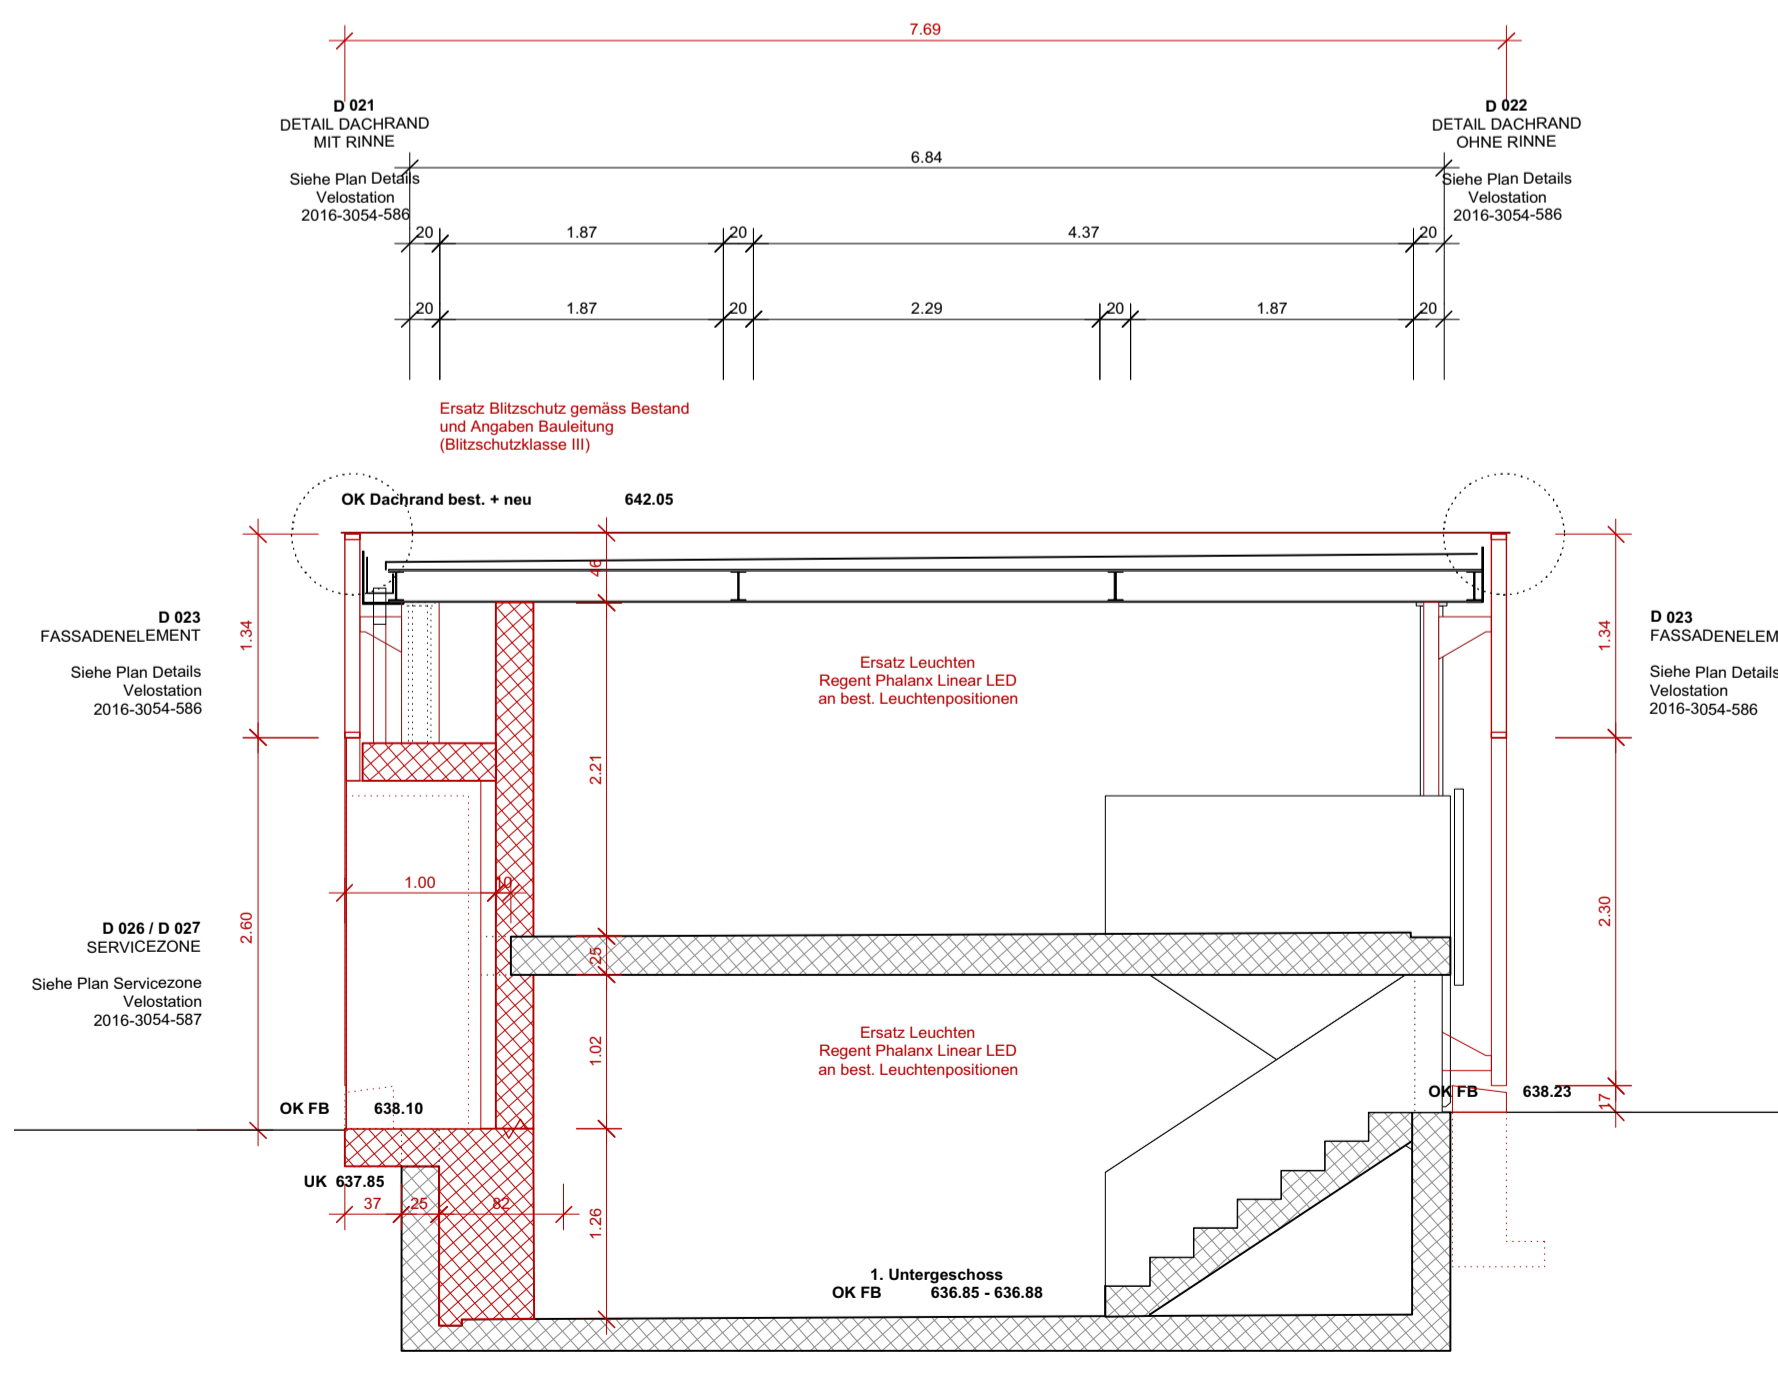 7.69
D 021
DETAIL DACHRAND
MIT RINNE
Siehe Plan Details
Velostation
2016-3054-586
D 022
DETAIL DACHRAND
OHNE RINNE
Siehe Plan Details
Velostation
2016-3054-586
6.84
20 1.87 20 4.37 20
20 1.87 20 2.29 20 1.87 20
Ersatz Blitzschutz gemäss Bestand
und Angaben Bauleitung
(Blitzschutzklasse III)
OK Dachrand best. + neu 642.05
46
D 023
FASSADENELEMENT
Siehe Plan Details
Velostation
2016-3054-586
1.34
Ersatz Leuchten
Regent Phalanx Linear LED
an best. Leuchtenpositionen
1.34
D 023
FASSADENELEM
Siehe Plan Details
Velostation
2016-3054-586
2.21
1.00 10
2.60
2.30
D 026 / D 027
SERVICEZONE
Siehe Plan Servicezone
Velostation
2016-3054-587
25
1.02
Ersatz Leuchten
Regent Phalanx Linear LED
an best. Leuchtenpositionen
OK FB 638.10
OK FB 638.23
17
UK 637.85
37 25 82
1.26
1. Untergeschoss
OK FB 636.85 - 636.88